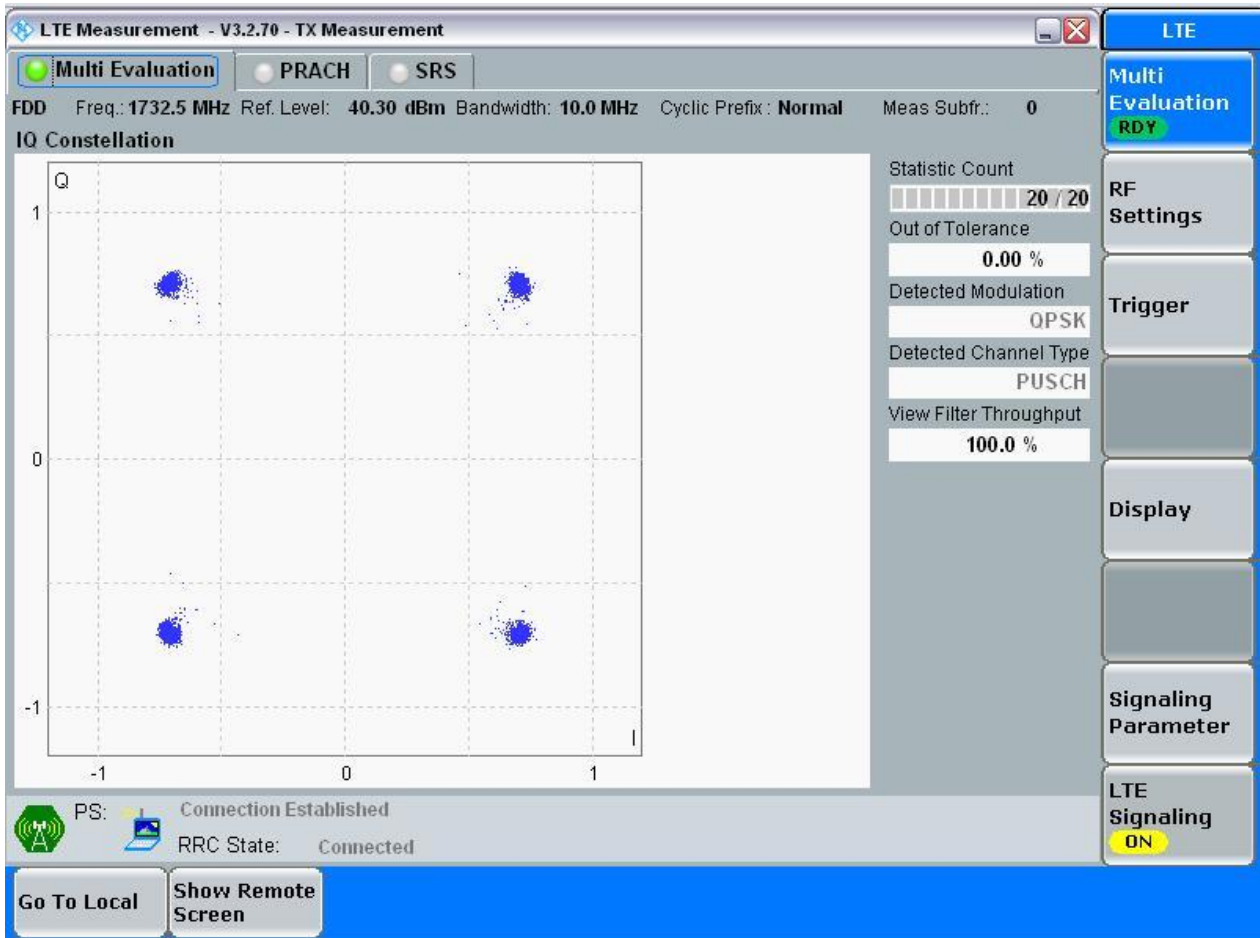 LTE Measurement - V3.2.70 - TX Measurement
LTE
Multi Evaluation PRACH SRS
Multi
Evaluation
RDY
FDD Freq.: 1732.5 MHz Ref. Level: 40.30 dBm Bandwidth: 10.0 MHz Cyclic Prefix : Normal Meas Subfr.: 0
IQ Constellation
Q
1
0
-1
I
-1 0 1
Statistic Count
20 / 20
Out of Tolerance
0.00 %
Detected Modulation
QPSK
Detected Channel Type
PUSCH
View Filter Throughput
100.0 %
RF
Settings
Trigger
Display
Signaling
Parameter
LTE
Signaling
ON
PS: Connection Established
RRC State: Connected
Go To Local
Show Remote
Screen